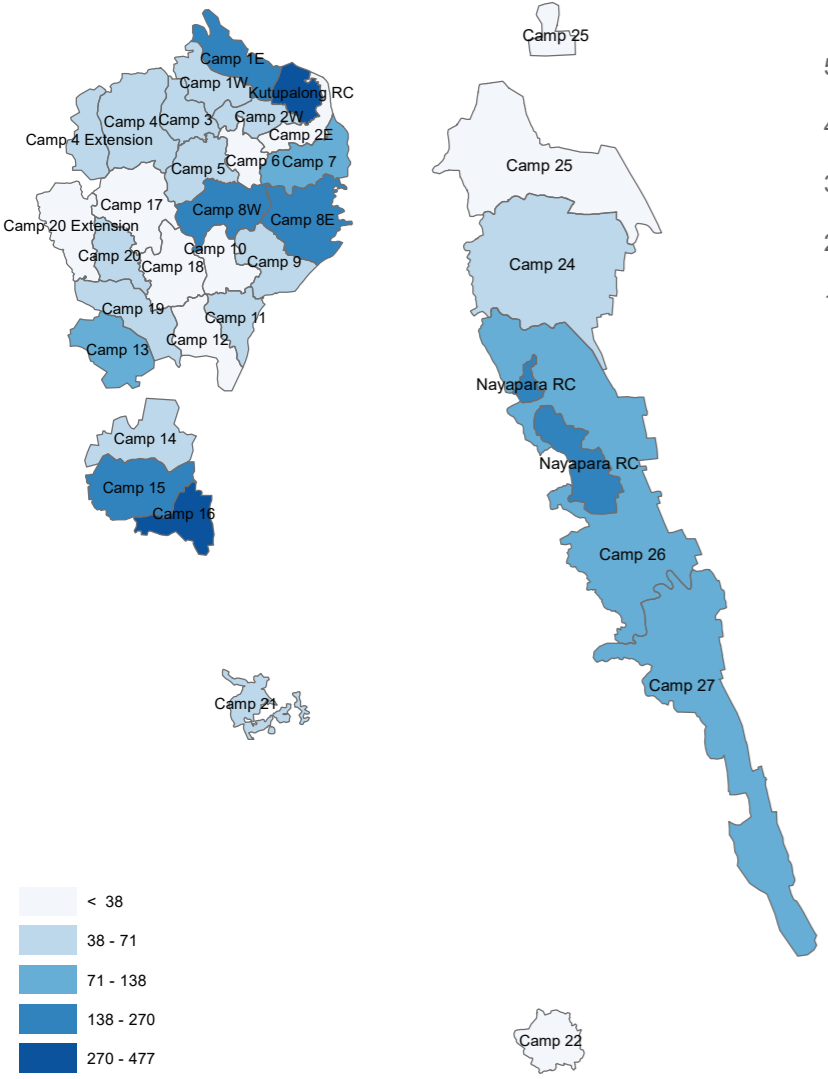 Camp 25
Camp 1E
Camp 1W
Kutupalong RC
Camp 2W
Camp 4
Camp 3
Camp 2E
Camp 4 Extension
Camp 5
Camp 6
Camp 7
Camp 25
Camp 17
Camp 8W
Camp 8E
Camp 20 Extension
Camp 10
Camp 20
Camp 18
Camp 9
Camp 24
Camp 19
Camp 11
Camp 12
Camp 13
Nayapara RC
Camp 14
Nayapara RC
Camp 15
Camp 16
Camp 26
Camp 27
Camp 21
< 38
38 - 71
71 - 138
138 - 270
270 - 477
Camp 22